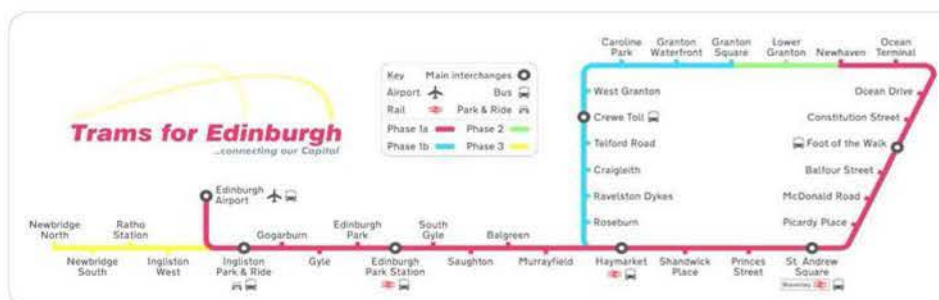 Trams for Edinburgh
...connecting our Capital
Key Main interchanges
Airport Bus
Rail Park & Ride
Phase 1a Phase 2
Phase 1b Phase 3
Caroline
Park
Granton
Waterfront
Granton
Square
Lower
Granton
Newhaven
Ocean
Terminal
West Granton
Crewe Toll
Telford Road
Craigleith
Ravelston Dykes
Roseburn
Ocean Drive
Constitution Street
Foot of the Walk
Balfour Street
McDonald Road
Picardy Place
Edinburgh
Airport
Newbridge
North
Newbridge
South
Ratho
Station
Ingliston
West
Ingliston
Park & Ride
Gogarburn
Gyle
Edinburgh
Park
Edinburgh
Park Station
South
Gyle
Saughton
Balgreen
Murrayfield
Haymarket
Shandwick
Place
Princes
Street
St. Andrew
Square
Waverley